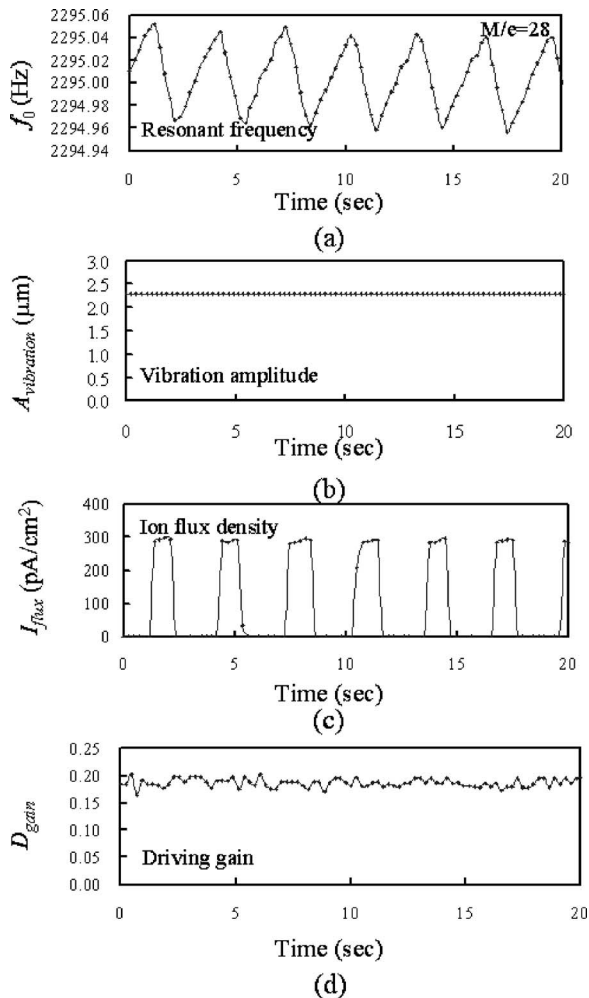 2295.06
2295.04
2295.02
2295.00
2294.98
2294.96
2294.94
f0 (Hz)
M/e=28
Resonant frequency
0 5 10 15 20
Time (sec)
(a)
3.0
2.5
2.0
1.5
1.0
0.5
0.0
Avibration (μm)
Vibration amplitude
0 5 10 15 20
Time (sec)
(b)
400
300
200
100
0
Iflux (pA/cm²)
Ion flux density
0 5 10 15 20
Time (sec)
(c)
0.25
0.20
0.15
0.10
0.05
0.00
Dgain
Driving gain
0 5 10 15 20
Time (sec)
(d)